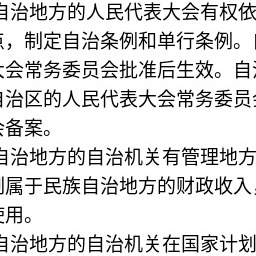 自治地方的人民代表大会有权依
点，制定自治条例和单行条例。
大会常务委员会批准后生效。自
自治区的人民代表大会常务委员
会备案。
自治地方的自治机关有管理地方
属于民族自治地方的财政收入，
使用。
自治地方的自治机关在国家计划